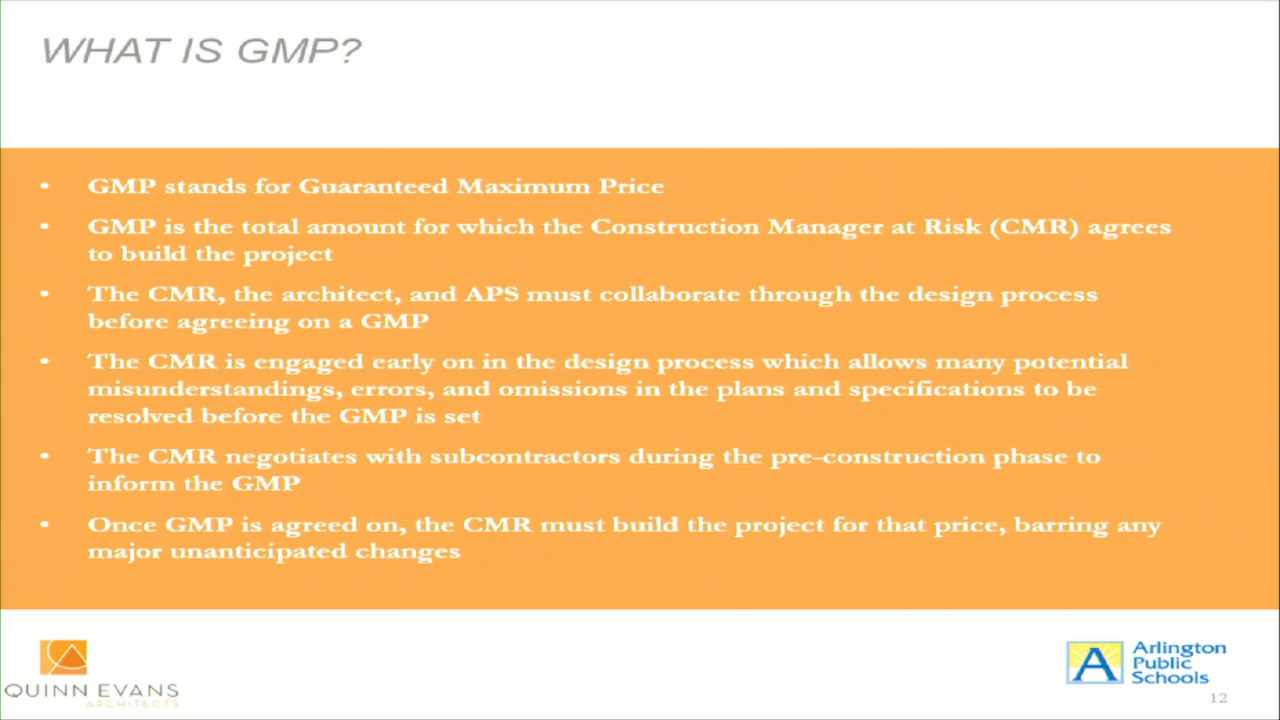 WHAT IS GMP?
• GMP stands for Guaranteed Maximum Price
• GMP is the total amount for which the Construction Manager at Risk (CMR) agrees
to build the project
• The CMR, the architect, and APS must collaborate through the design process
before agreeing on a GMP
• The CMR is engaged early on in the design process which allows many potential
misunderstandings, errors, and omissions in the plans and specifications to be
resolved before the GMP is set
• The CMR negotiates with subcontractors during the pre-construction phase to
inform the GMP
• Once GMP is agreed on, the CMR must build the project for that price, barring any
major unanticipated changes
QUINN EVANS
ARCHITECTS
A
Arlington
Public
Schools
12